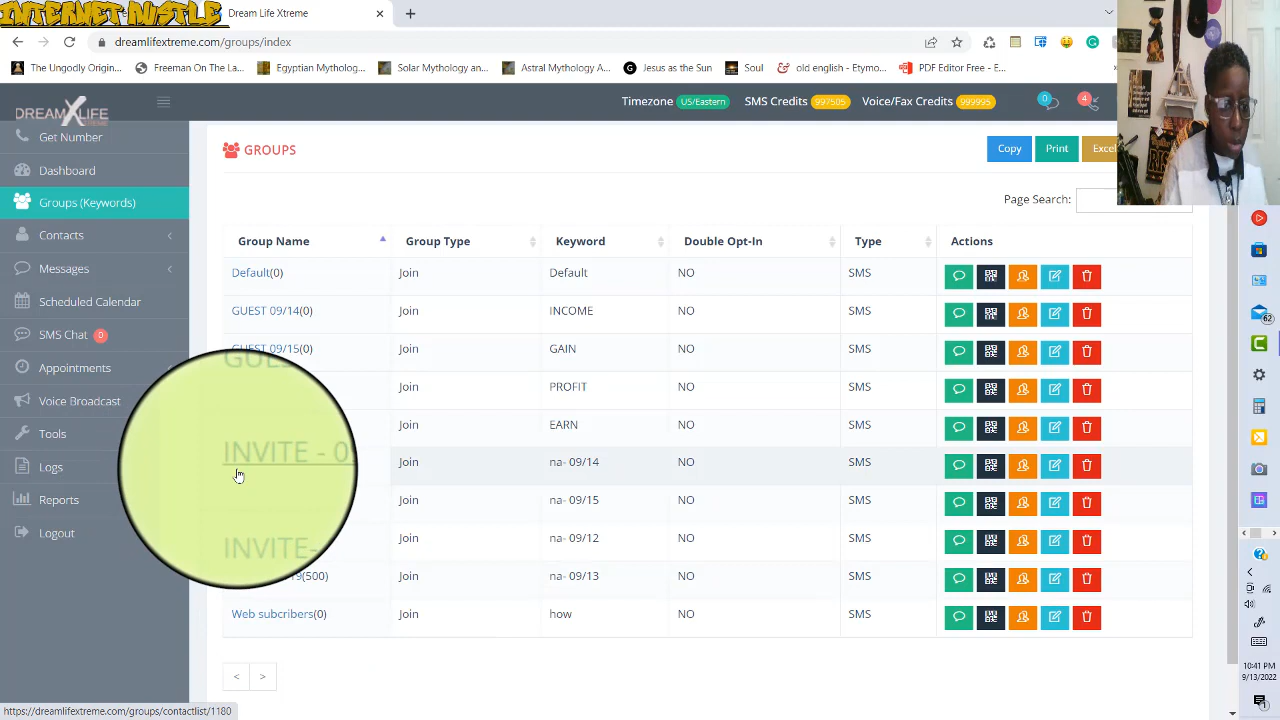 INTERNET HUSTLE
Dream Life Xtreme
dreamlifextreme.com/groups/index
The Ungodly Origin...
Freeman On The La...
Egyptian Mytholog...
Solar Mythology an...
Astral Mythology A...
Jesus as the Sun
Soul
old english - Etymo...
PDF Editor Free - E...
DREAM X LIFE
Timezone US/Eastern SMS Credits 997505 Voice/Fax Credits 999995 0 4
Get Number
Dashboard
Groups (Keywords)
Contacts
Messages
Scheduled Calendar
SMS Chat 0
Appointments
Voice Broadcast
Tools
Logs
Reports
Logout
GROUPS
Copy Print Excel
Page Search:
Group Name Group Type Keyword Double Opt-In Type Actions
Default(0) Join Default NO SMS
GUEST 09/14(0) Join INCOME NO SMS
GUEST 09/15(0) Join GAIN NO SMS
Join PROFIT NO SMS
Join EARN NO SMS
INVITE - 0 Join na- 09/14 NO SMS
Join na- 09/15 NO SMS
INVITE- Join na- 09/12 NO SMS
(500) Join na- 09/13 NO SMS
Web subcribers(0) Join how NO SMS
< >
https://dreamlifextreme.com/groups/contactlist/1180
62
10:41 PM
9/13/2022